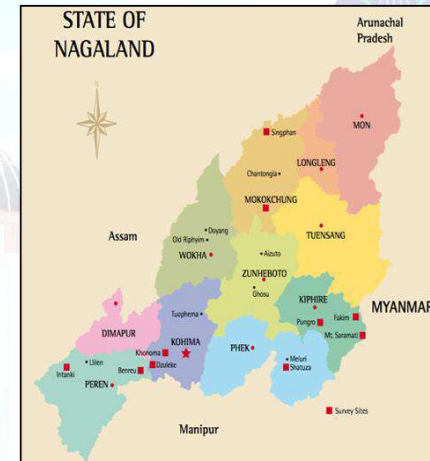 STATE OF
NAGALAND
Arunachal
Pradesh
N
MON
Singphan
LONGLENG
Chantongia
MOKOKCHUNG
TUENSANG
Assam
Doyang
Old Riphyim
WOKHA
Aizuto
ZUNHEBOTO
Ghosu
KIPHIRE
MYANMAR
Fakim
Pungro
Mt. Saramati
Tuophema
DIMAPUR
KOHIMA
Khonoma
Dzuleke
PHEK
Meluri
Shatuza
Lilen
Intanki
Benreu
PEREN
Survey Sites
Manipur